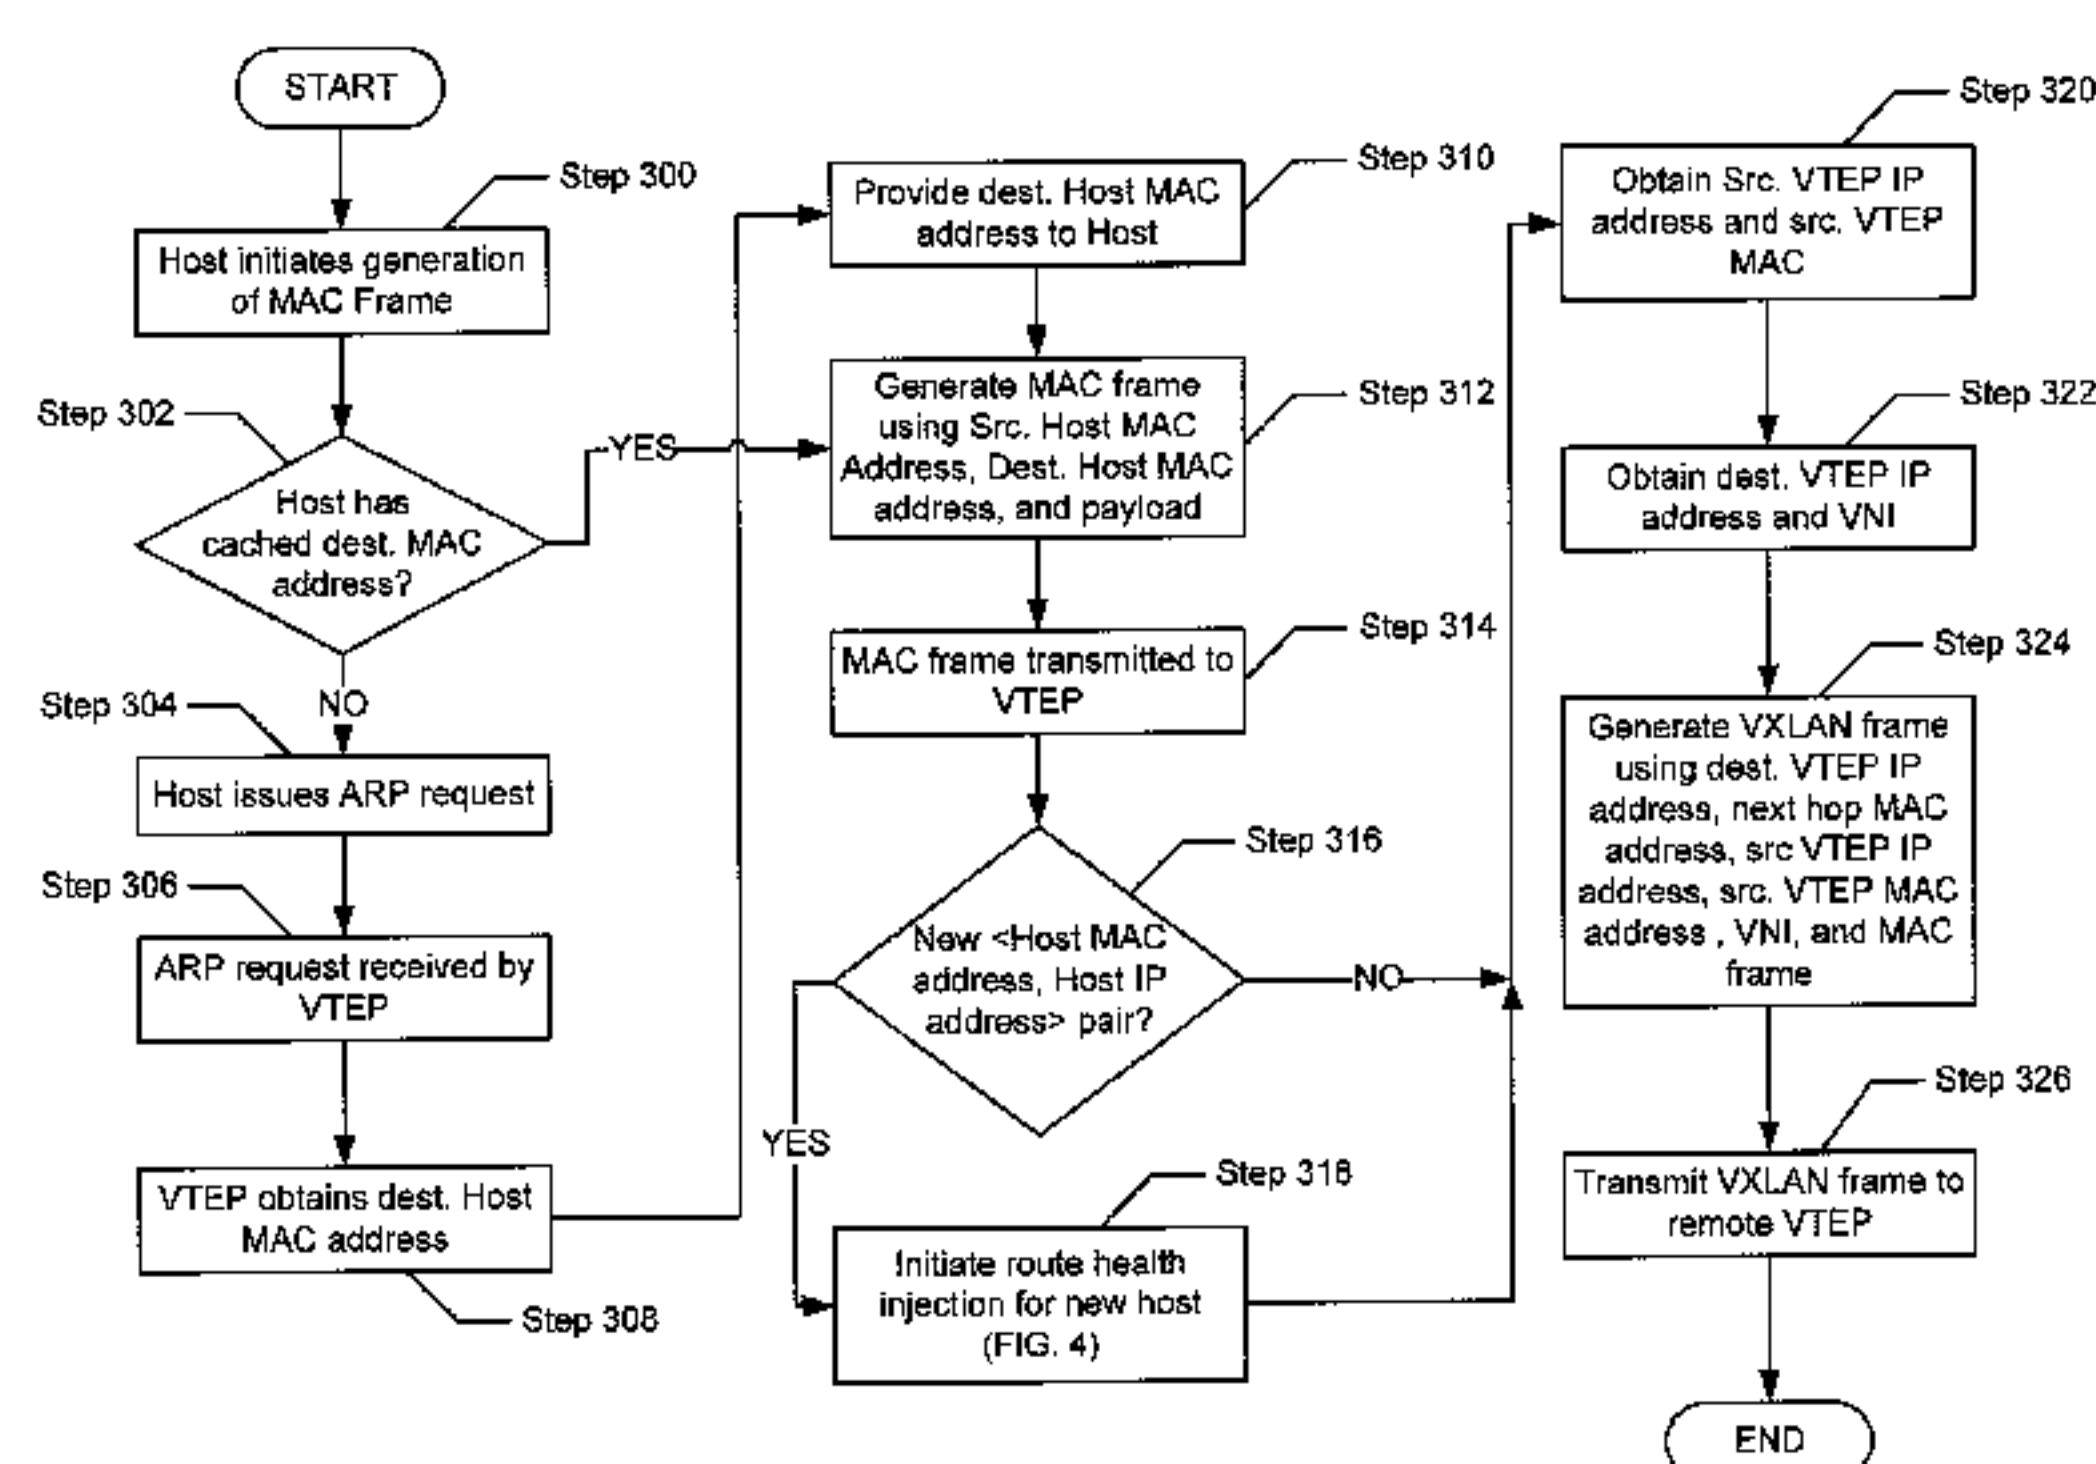 START
Step 300
Host initiates generation
of MAC Frame
Step 302
Host has
cached dest. MAC
address?
YES
NO
Step 304
Host issues ARP request
Step 306
ARP request received by
VTEP
VTEP obtains dest. Host
MAC address
Step 308
Step 310
Provide dest. Host MAC
address to Host
Step 312
Generate MAC frame
using Src. Host MAC
Address, Dest. Host MAC
address, and payload
Step 314
MAC frame transmitted to
VTEP
Step 316
New <Host MAC
address, Host IP
address> pair?
NO
YES
Step 318
Initiate route health
injection for new host
(FIG. 4)
Step 320
Obtain Src. VTEP IP
address and src. VTEP
MAC
Step 322
Obtain dest. VTEP IP
address and VNI
Step 324
Generate VXLAN frame
using dest. VTEP IP
address, next hop MAC
address, src VTEP IP
address, src. VTEP MAC
address , VNI, and MAC
frame
Step 326
Transmit VXLAN frame to
remote VTEP
END